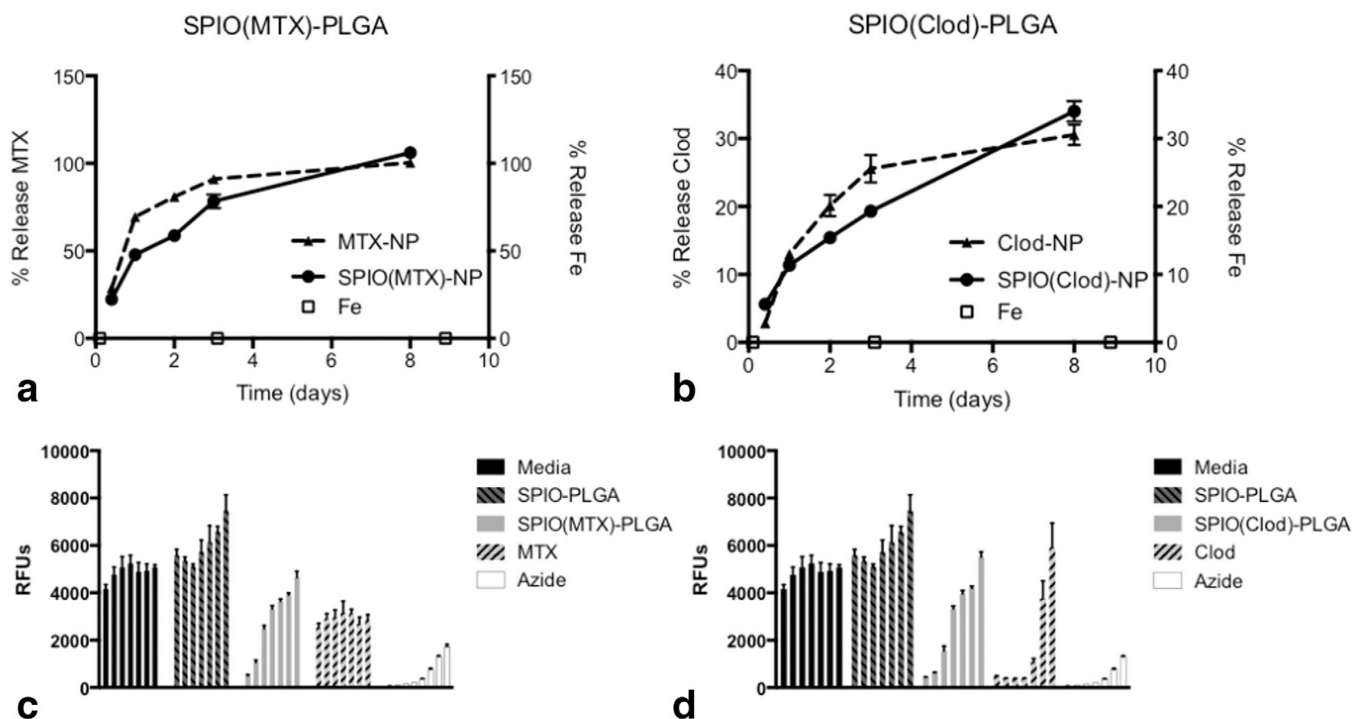 SPIO(MTX)-PLGA
150
100
50
0
% Release MTX
150
100
50
0
% Release Fe
MTX-NP
SPIO(MTX)-NP
Fe
0 2 4 6 8 10
Time (days)
a
SPIO(Clod)-PLGA
40
30
20
10
0
% Release Clod
40
30
20
10
0
% Release Fe
Clod-NP
SPIO(Clod)-NP
Fe
0 2 4 6 8 10
Time (days)
b
10000
8000
6000
4000
2000
0
RFUs
Media
SPIO-PLGA
SPIO(MTX)-PLGA
MTX
Azide
c
10000
8000
6000
4000
2000
0
RFUs
Media
SPIO-PLGA
SPIO(Clod)-PLGA
Clod
Azide
d